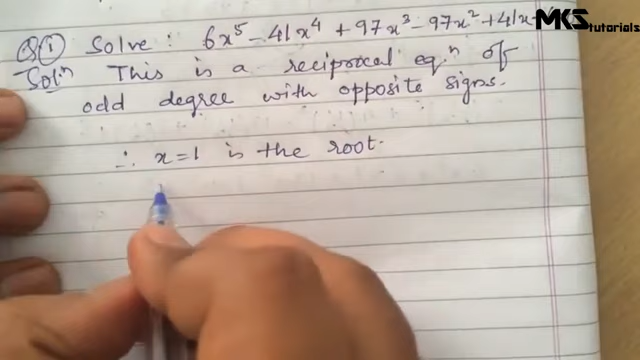 Q① Solve : 6x⁵ - 41x⁴ + 97x³ - 97x² + 41x
MKS tutorials
Solⁿ This is a reciprocal eq.ⁿ of
odd degree with opposite signs.
∴ x = 1 is the root.